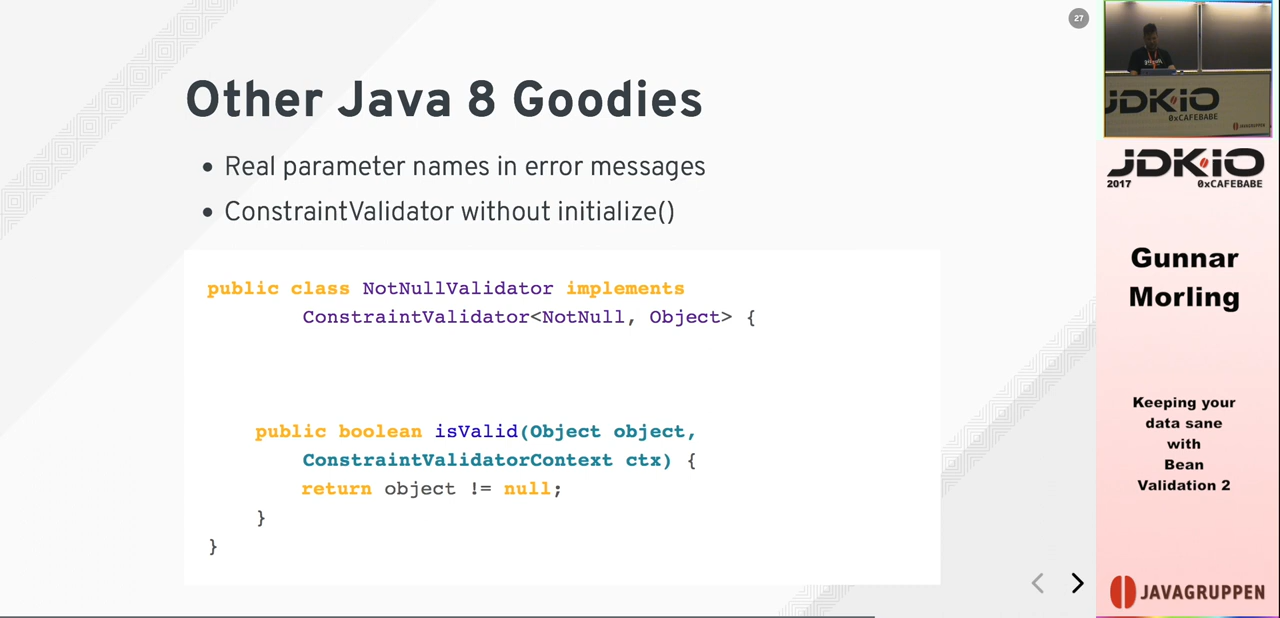 27
Other Java 8 Goodies
• Real parameter names in error messages
• ConstraintValidator without initialize()
public class NotNullValidator implements
ConstraintValidator<NotNull, Object> {
public boolean isValid(Object object,
ConstraintValidatorContext ctx) {
return object != null;
}
}
JDK.IO
0xCAFEBABE
JAVAGRUPPEN
JDK.IO
2017 0xCAFEBABE
Gunnar
Morling
Keeping your
data sane
with
Bean
Validation 2
JAVAGRUPPEN